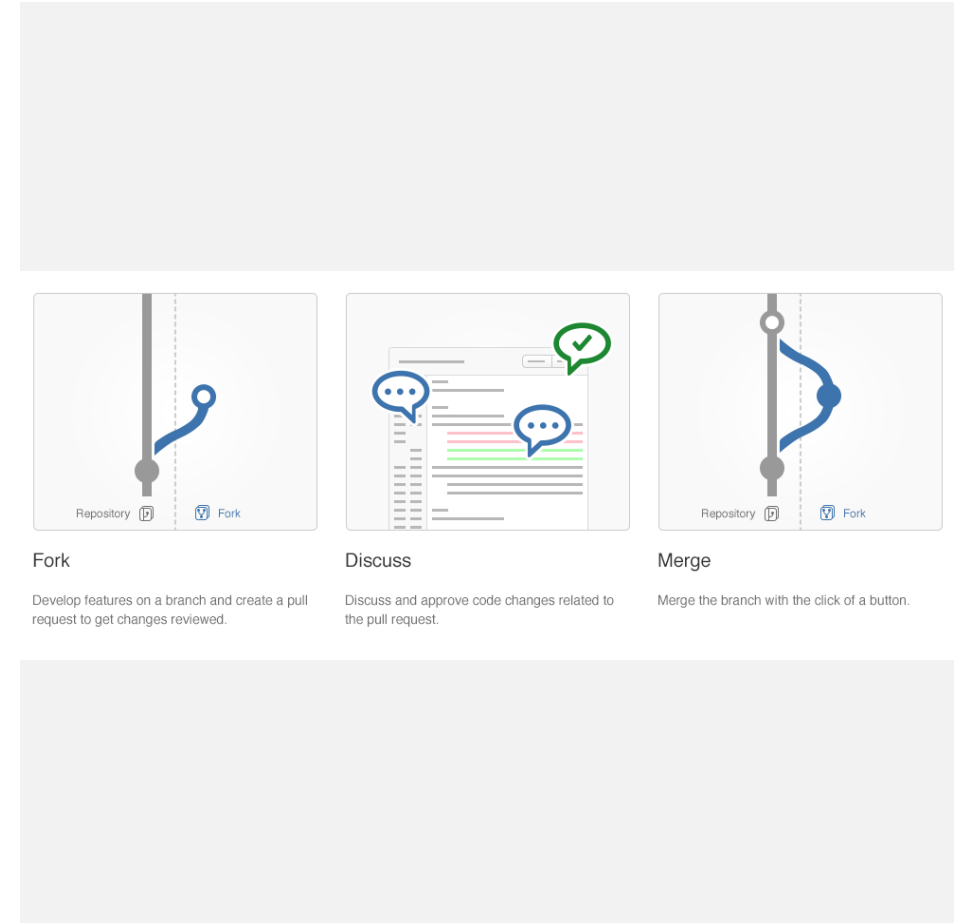 Repository
Fork
Repository
Fork
Fork
Discuss
Merge
Develop features on a branch and create a pull
request to get changes reviewed.
Discuss and approve code changes related to
the pull request.
Merge the branch with the click of a button.